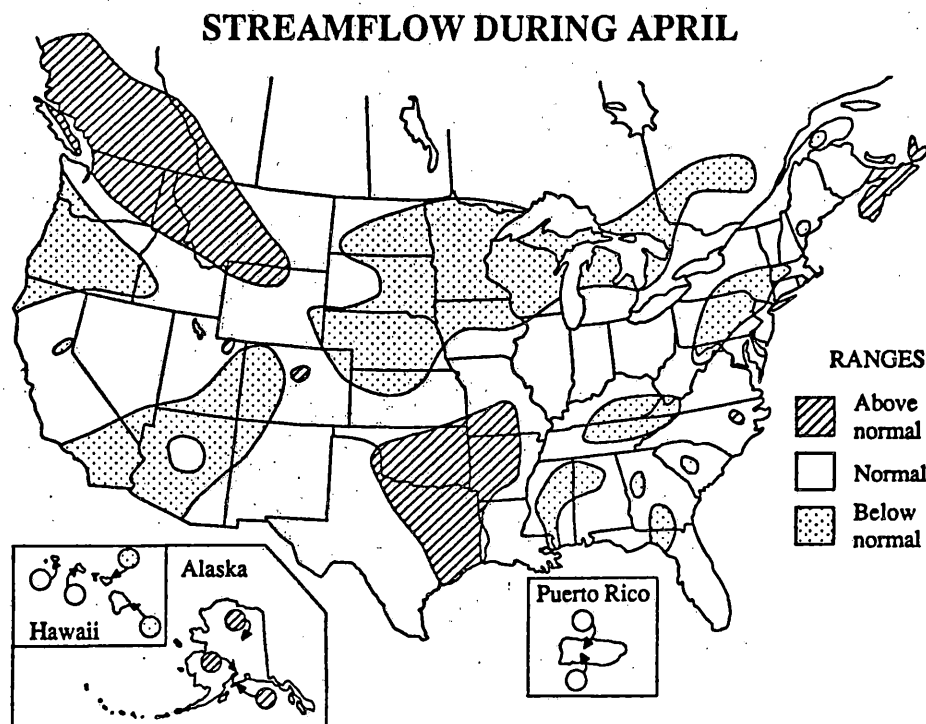 STREAMFLOW DURING APRIL
RANGES
Above
normal
Normal
Below
normal
Alaska
Hawaii
Puerto Rico